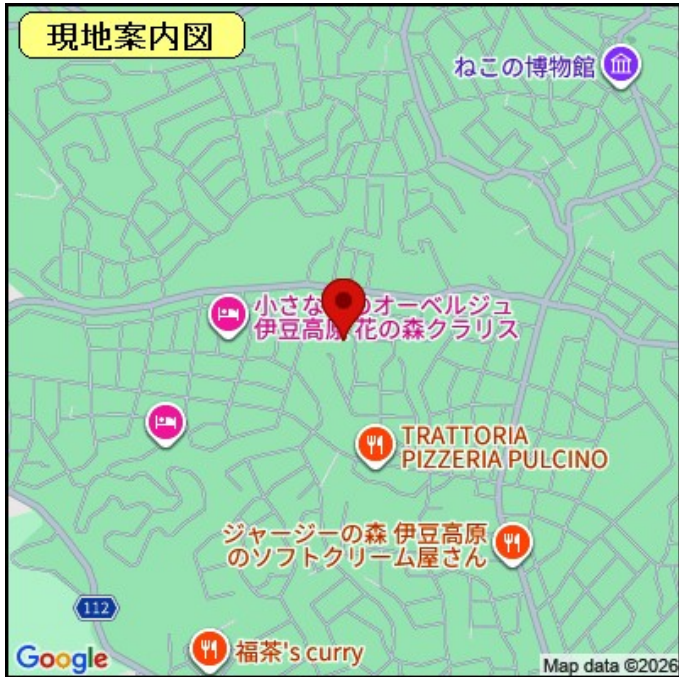 現地案内図
ねこの博物館
小さな のオーベルジュ
伊豆高原 花の森クラリス
TRATTORIA
PIZZERIA PULCINO
ジャージーの森 伊豆高原
のソフトクリーム屋さん
112
福茶's curry
Google
Map data ©2026